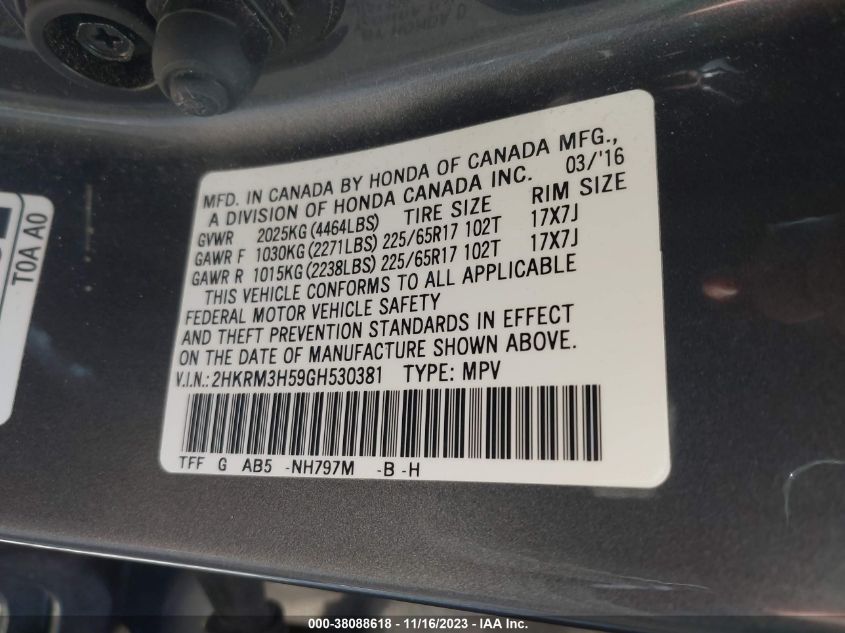 BY HONDA O
TOA A0
MFD. IN CANADA BY HONDA OF CANADA MFG.,
A DIVISION OF HONDA CANADA INC. 03/'16
GVWR 2025KG (4464LBS) TIRE SIZE RIM SIZE
GAWR F 1030KG (2271LBS) 225/65R17 102T 17X7J
GAWR R 1015KG (2238LBS) 225/65R17 102T 17X7J
THIS VEHICLE CONFORMS TO ALL APPLICABLE
FEDERAL MOTOR VEHICLE SAFETY
AND THEFT PREVENTION STANDARDS IN EFFECT
ON THE DATE OF MANUFACTURE SHOWN ABOVE.
V.I.N.: 2HKRM3H59GH530381 TYPE: MPV
TFF G AB5 -NH797M -B -H
000-38088618 - 11/16/2023 - IAA Inc.